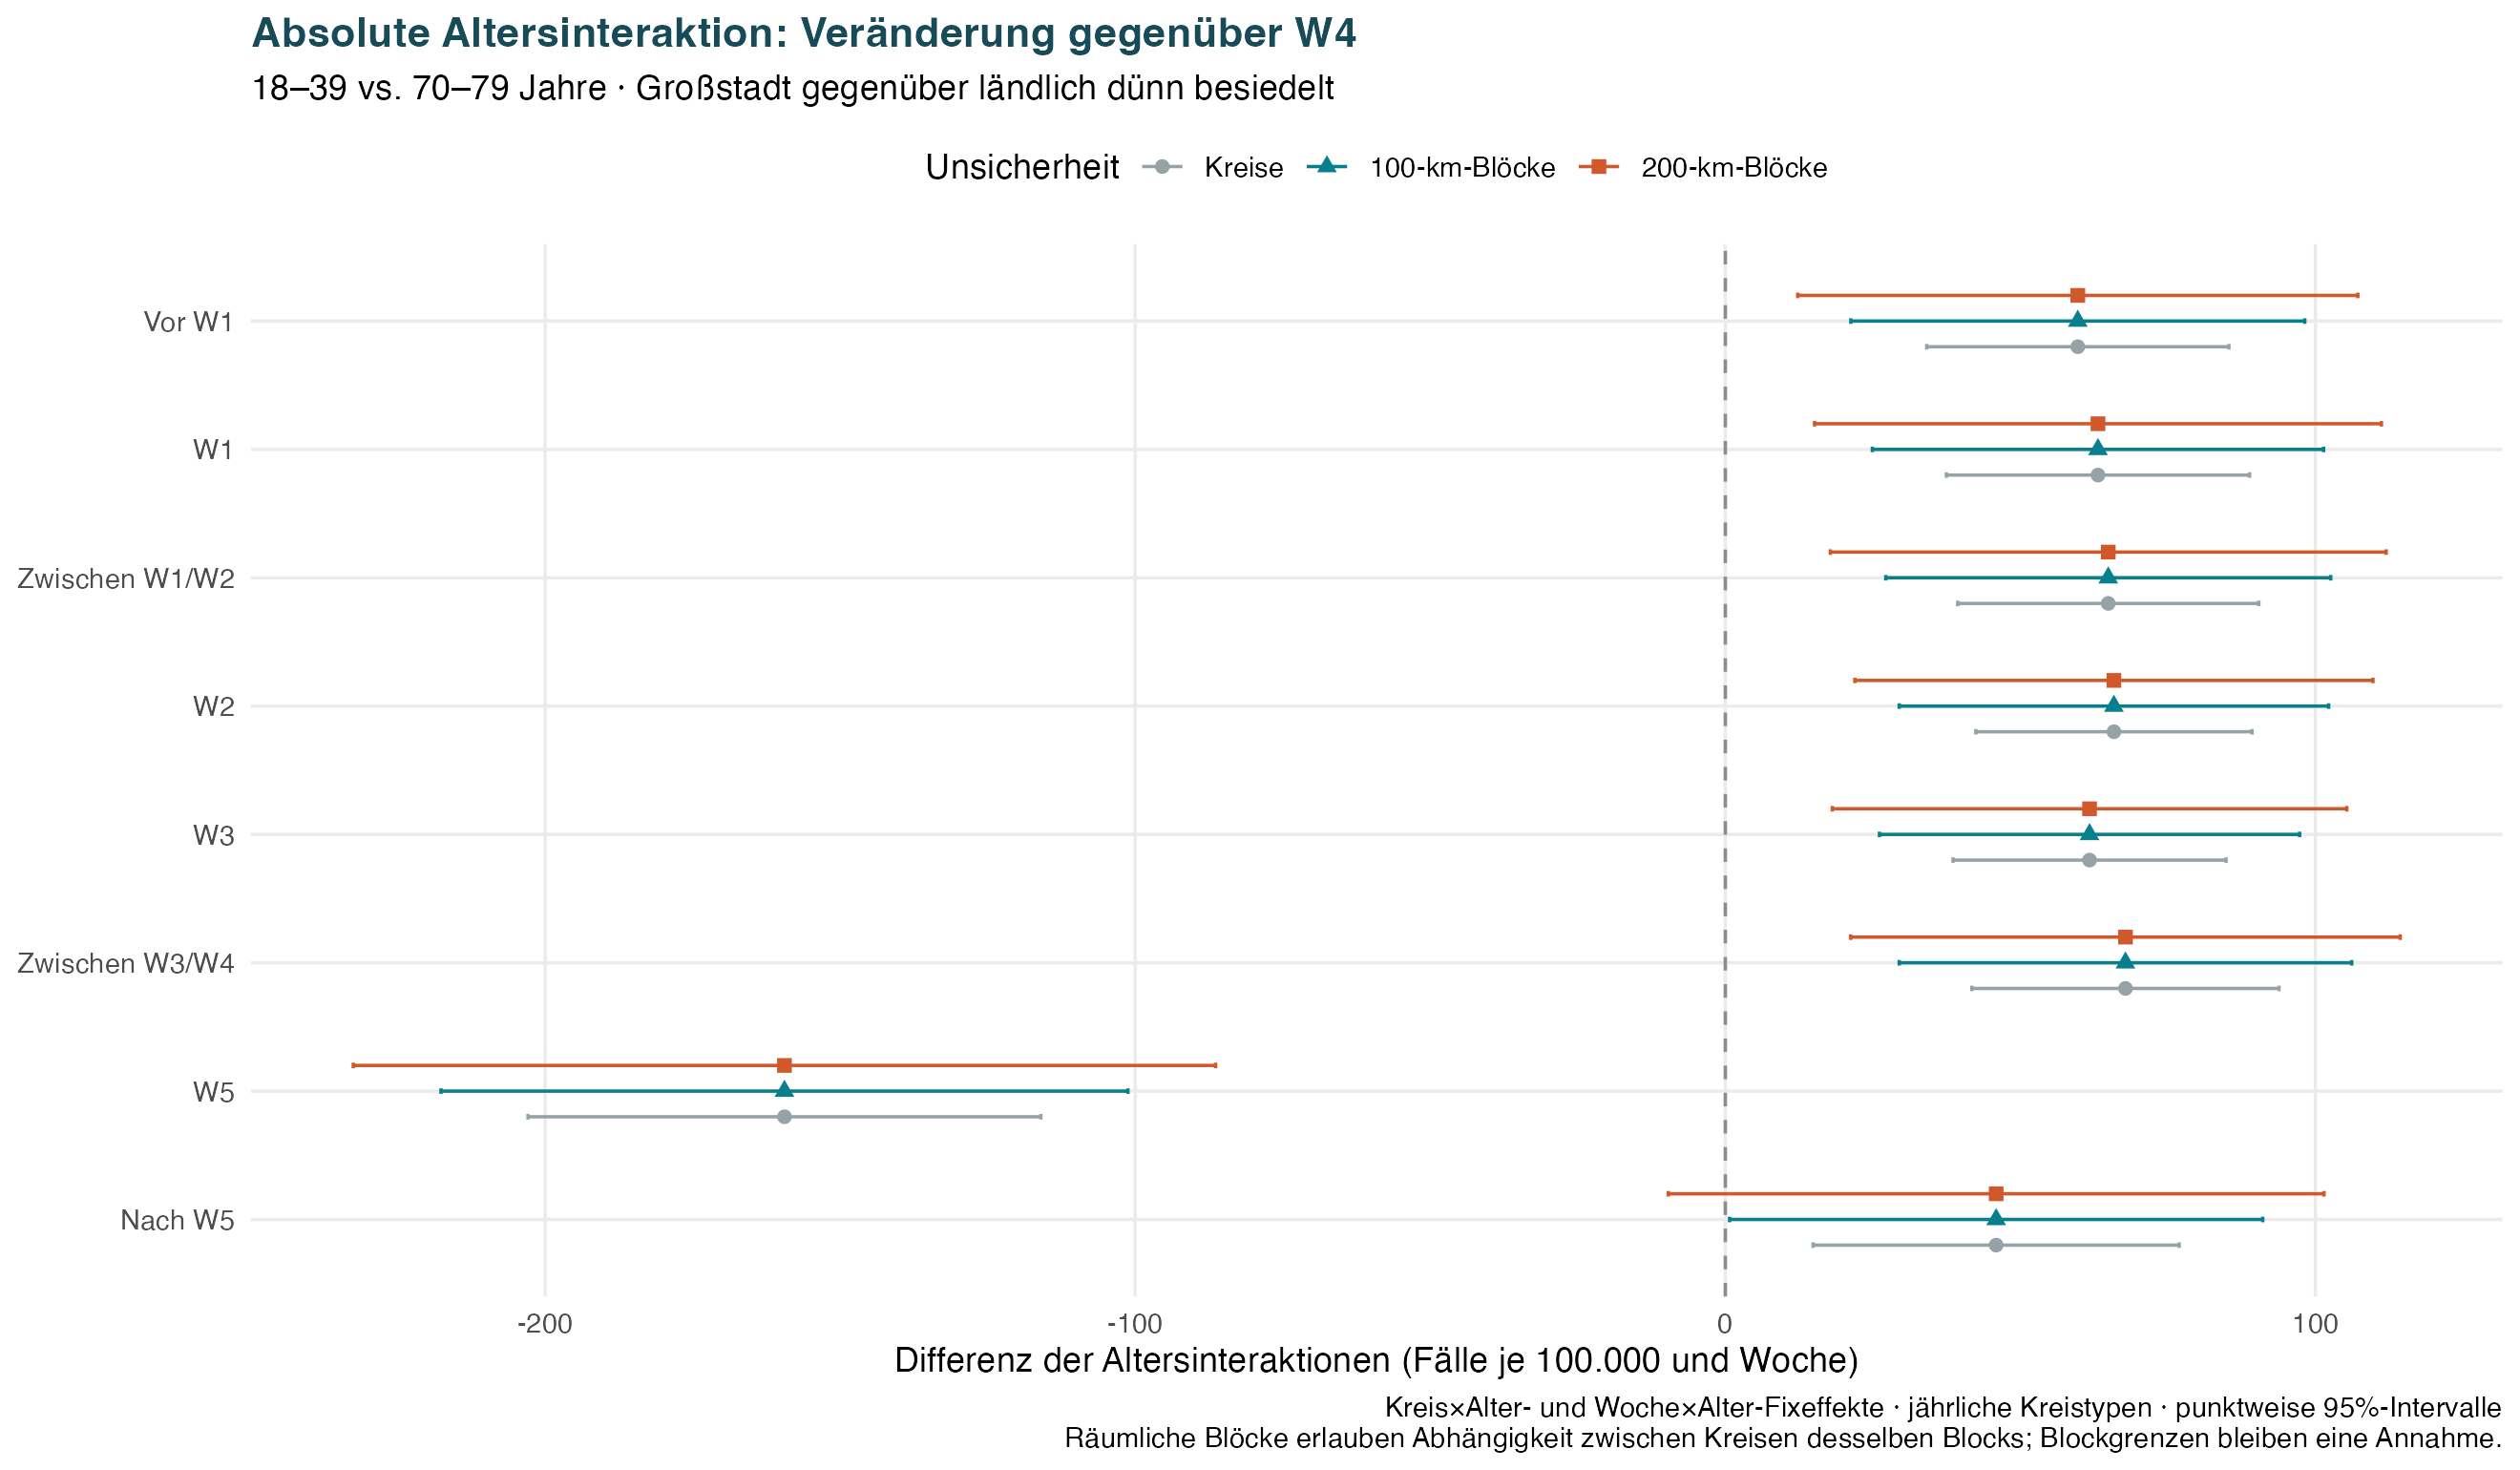 Absolute Altersinteraktion: Veränderung gegenüber W4
18–39 vs. 70–79 Jahre · Großstadt gegenüber ländlich dünn besiedelt
Unsicherheit Kreise 100-km-Blöcke 200-km-Blöcke
Vor W1
W1
Zwischen W1/W2
W2
W3
Zwischen W3/W4
W5
Nach W5
-200 -100 0 100
Differenz der Altersinteraktionen (Fälle je 100.000 und Woche)
Kreis×Alter- und Woche×Alter-Fixeffekte · jährliche Kreistypen · punktweise 95%-Intervalle
Räumliche Blöcke erlauben Abhängigkeit zwischen Kreisen desselben Blocks; Blockgrenzen bleiben eine Annahme.